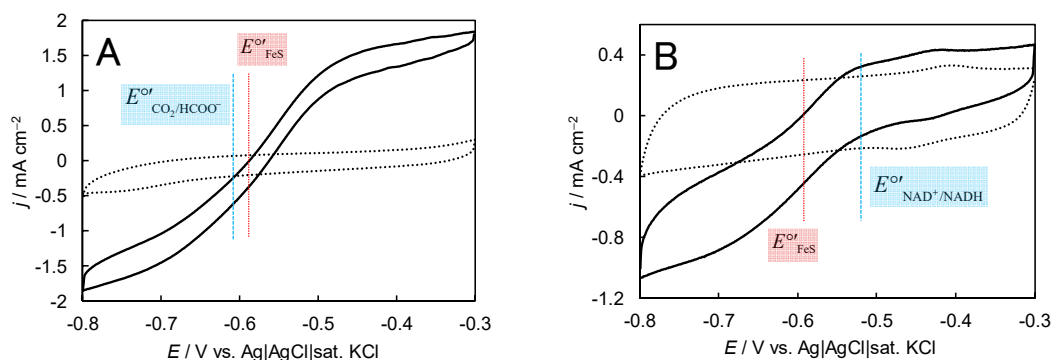 A
E°′FeS
E°′CO₂/HCOO⁻
j / mA cm⁻²
2
1.5
1
0.5
0
-0.5
-1
-1.5
-2
-0.8 -0.7 -0.6 -0.5 -0.4 -0.3
E / V vs. Ag|AgCl|sat. KCl
B
E°′NAD⁺/NADH
E°′FeS
j / mA cm⁻²
0.4
0
-0.4
-0.8
-1.2
-0.8 -0.7 -0.6 -0.5 -0.4 -0.3
E / V vs. Ag|AgCl|sat. KCl